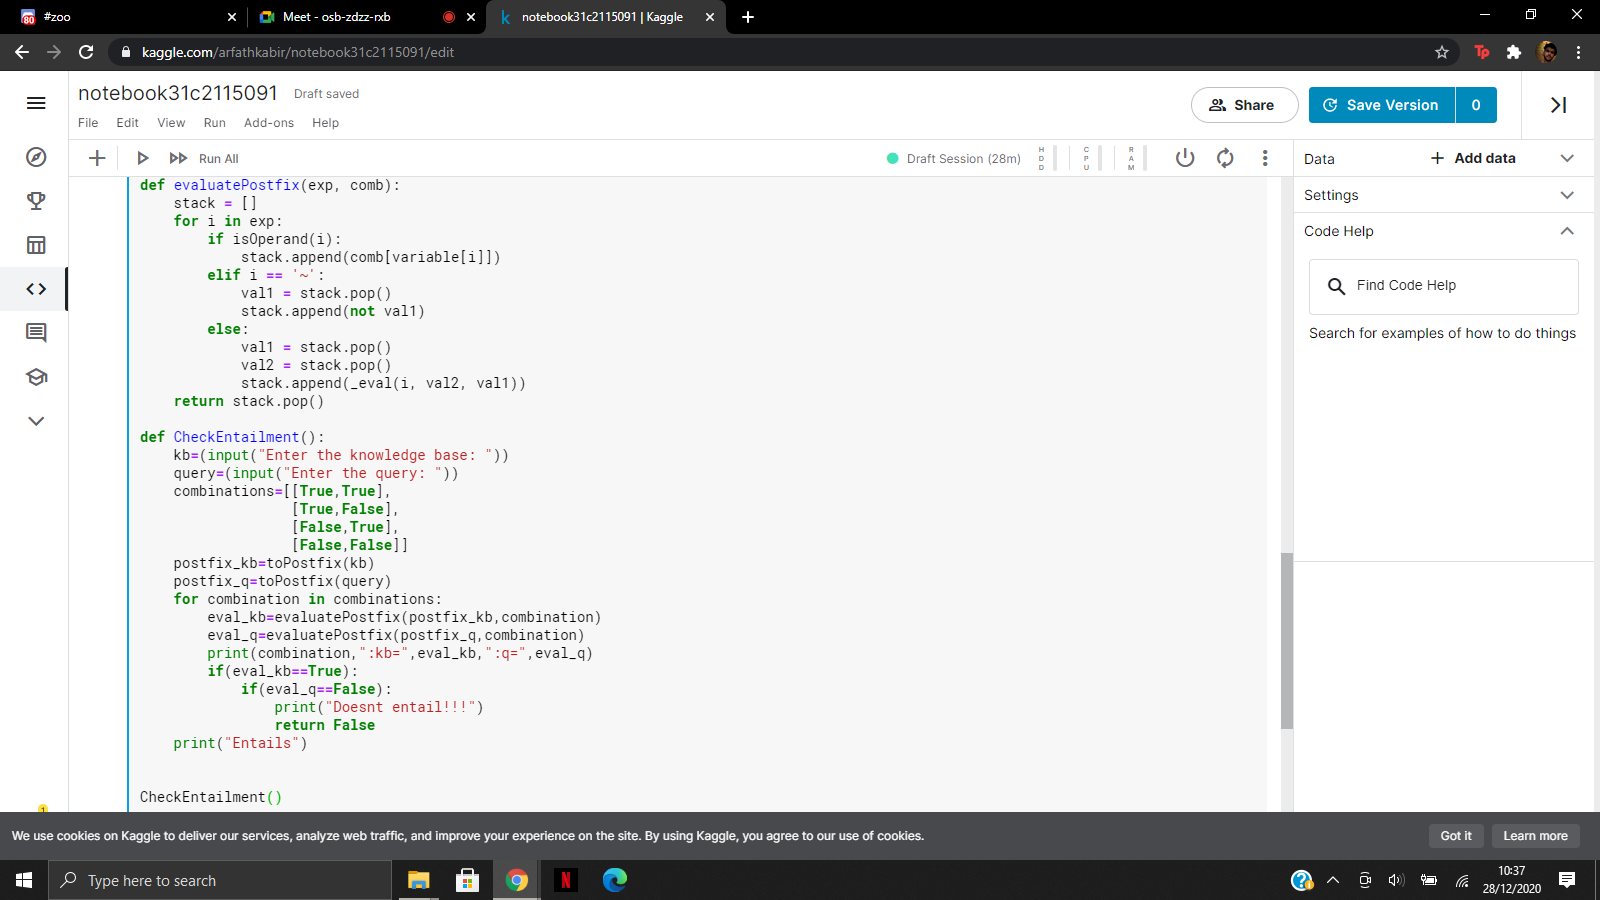 80
#zoo
Meet - osb-zdzz-rxb
k
notebook31c2115091 | Kaggle
kaggle.com/arfathkabir/notebook31c2115091/edit
Tp
notebook31c2115091 Draft saved
File Edit View Run Add-ons Help
Share
Save Version 0
Run All
Draft Session (28m)
HDD
CPU
RAM
Data
Add data
Settings
Code Help
Find Code Help
Search for examples of how to do things
def evaluatePostfix(exp, comb):
    stack = []
    for i in exp:
        if isOperand(i):
            stack.append(comb[variable[i]])
        elif i == '~':
            val1 = stack.pop()
            stack.append(not val1)
        else:
            val1 = stack.pop()
            val2 = stack.pop()
            stack.append(_eval(i, val2, val1))
    return stack.pop()
def CheckEntailment():
    kb=(input("Enter the knowledge base: "))
    query=(input("Enter the query: "))
    combinations=[[True,True],
                  [True,False],
                  [False,True],
                  [False,False]]
    postfix_kb=toPostfix(kb)
    postfix_q=toPostfix(query)
    for combination in combinations:
        eval_kb=evaluatePostfix(postfix_kb,combination)
        eval_q=evaluatePostfix(postfix_q,combination)
        print(combination,":kb=",eval_kb,":q=",eval_q)
        if(eval_kb==True):
            if(eval_q==False):
                print("Doesnt entail!!!")
                return False
    print("Entails")
CheckEntailment()
1
We use cookies on Kaggle to deliver our services, analyze web traffic, and improve your experience on the site. By using Kaggle, you agree to our use of cookies.
Got it
Learn more
Type here to search
N
?
10:37
28/12/2020